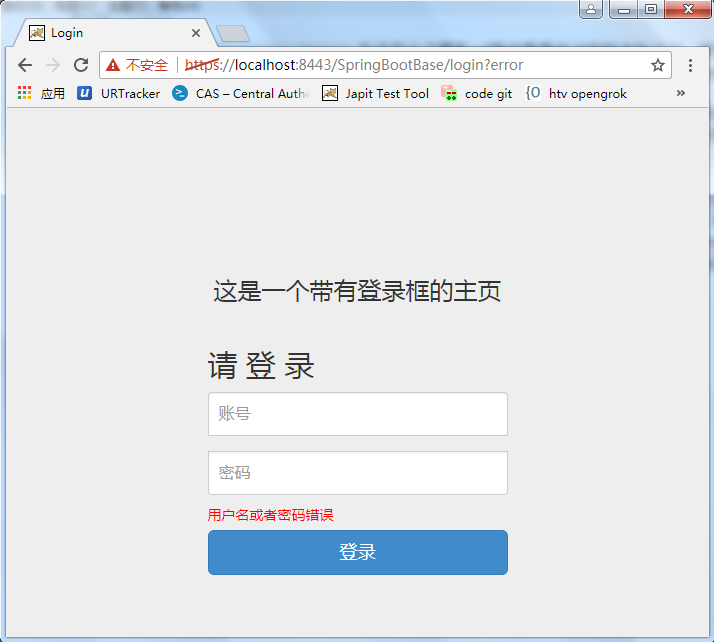 Login
不安全 https://localhost:8443/SpringBootBase/login?error
应用 URTracker CAS – Central Authe Japit Test Tool code git {O htv opengrok »
这是一个带有登录框的主页
请 登 录
账号
密码
用户名或者密码错误
登录